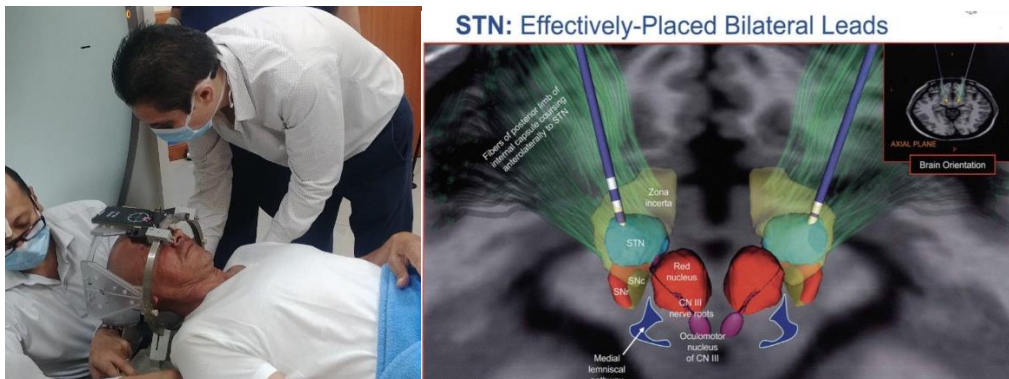 STN: Effectively-Placed Bilateral Leads
Fibers of posterior limb of
internal capsule coursing
anterolaterally to STN
AXIAL PLANE
Brain Orientation
Zona
incerta
STN
SNc
SNr
Red
nucleus
CN III
nerve roots
Oculomotor
nucleus
of CN III
Medial
lemniscal
pathway